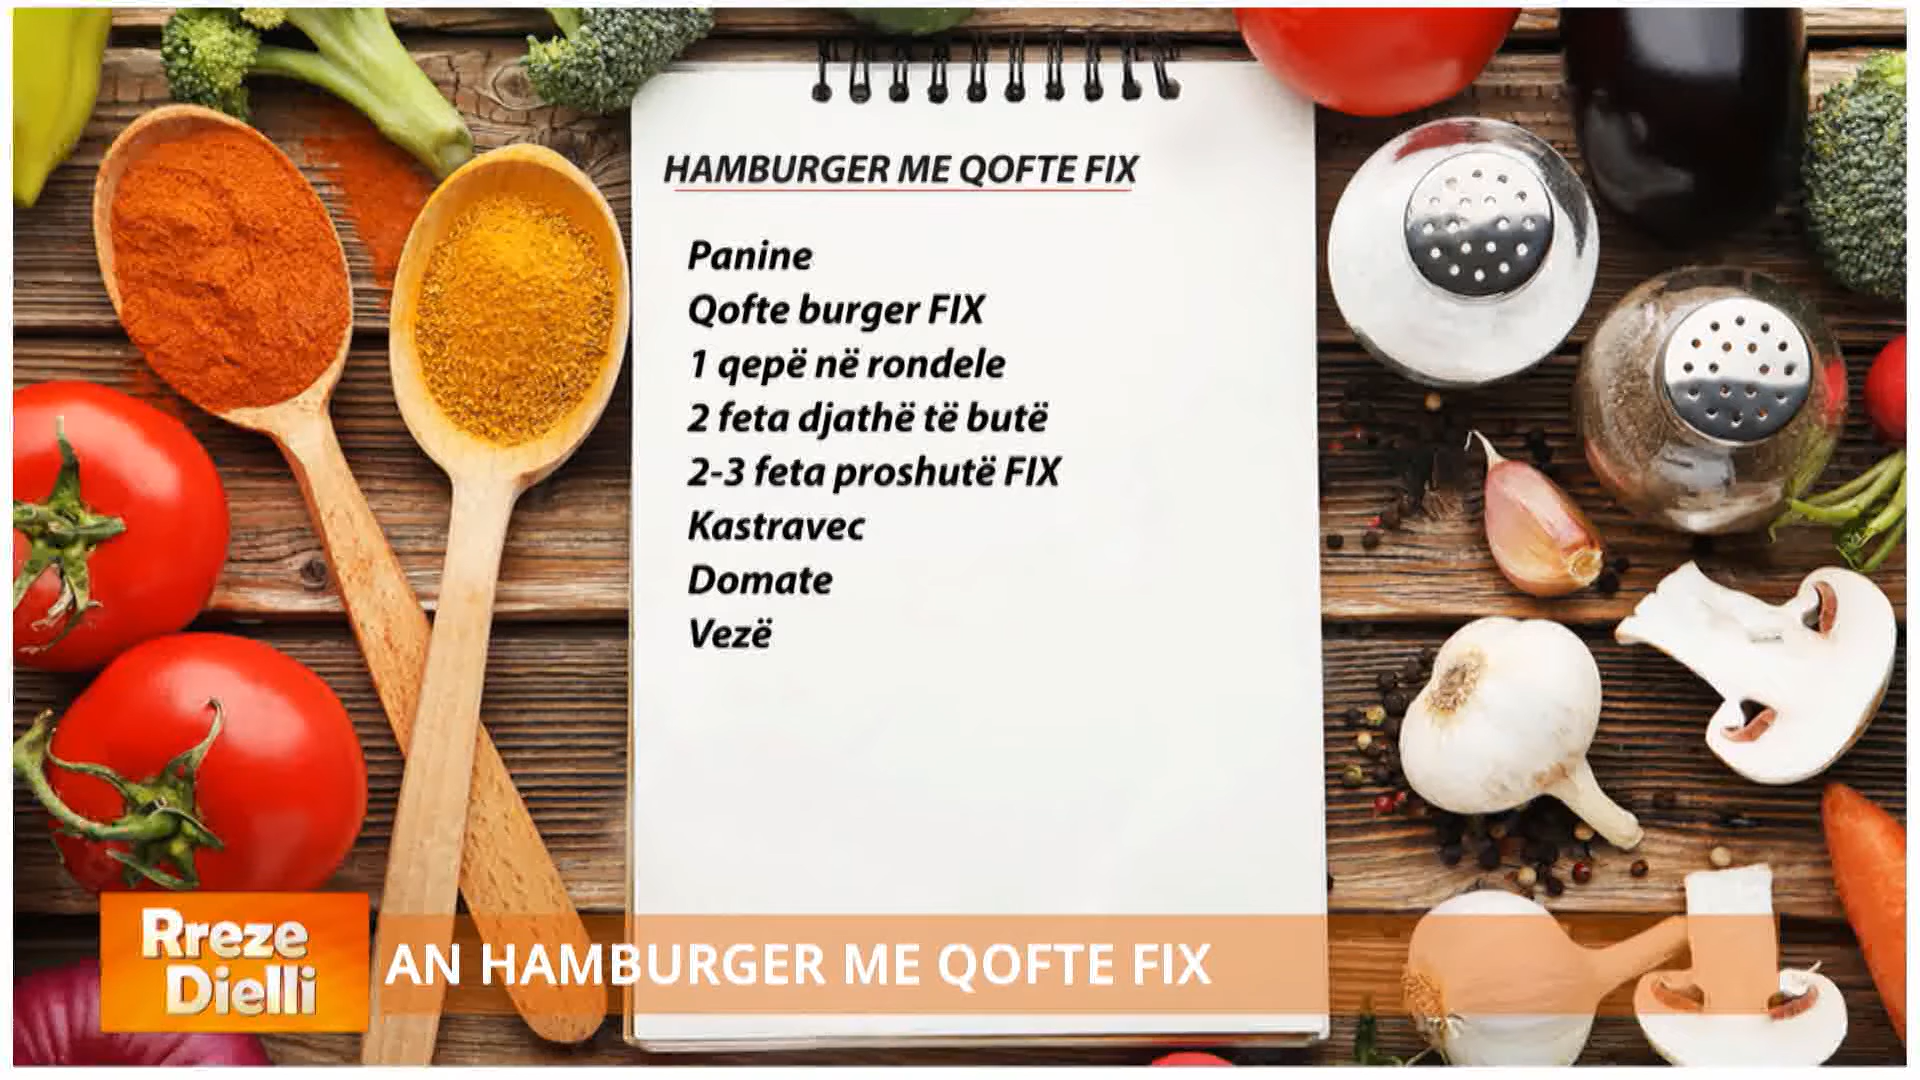 HAMBURGER ME QOFTE FIX
Panine
Qofte burger FIX
1 qepë në rondele
2 feta djathë të butë
2-3 feta proshutë FIX
Kastravec
Domate
Vezë
Rreze
Dielli
AN HAMBURGER ME QOFTE FIX